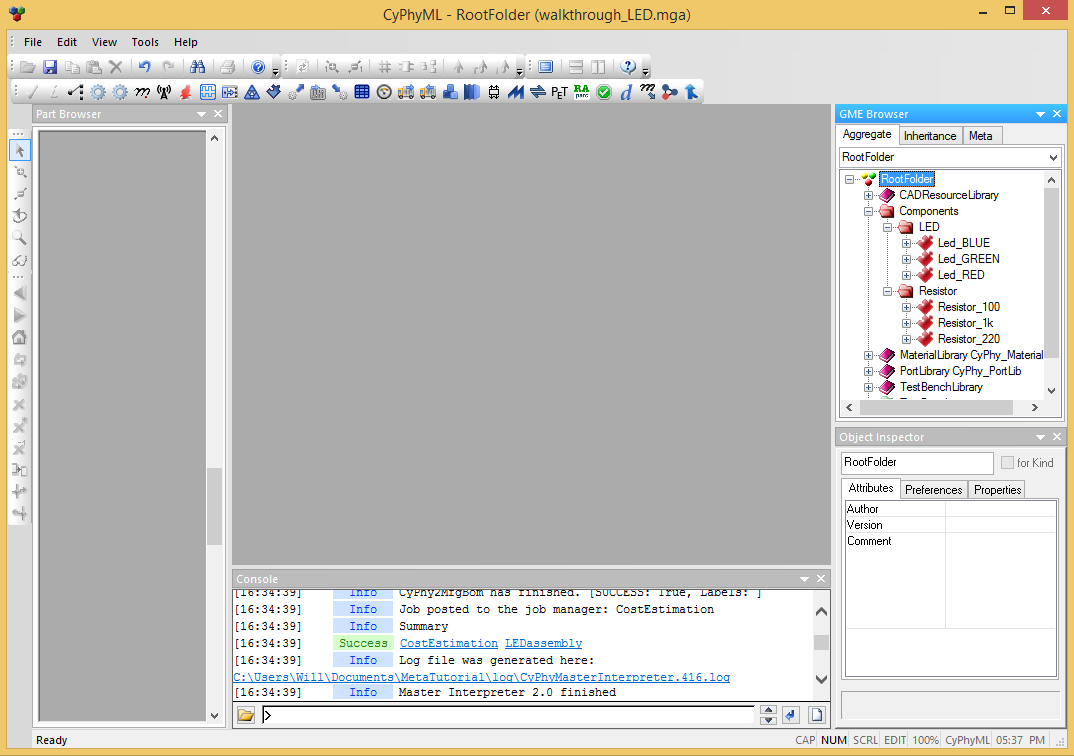 CyPhyML - RootFolder (walkthrough_LED.mga)
File Edit View Tools Help
PET
RA
parc
d
Part Browser
GME Browser
Aggregate Inheritance Meta
RootFolder
RootFolder
CADResourceLibrary
Components
LED
Led_BLUE
Led_GREEN
Led_RED
Resistor
Resistor_100
Resistor_1k
Resistor_220
MaterialLibrary CyPhy_Material
PortLibrary CyPhy_PortLib
TestBenchLibrary
Object Inspector
RootFolder for Kind
Attributes Preferences Properties
Author
Version
Comment
Console
[16:34:39] Info CyPhy2MfgBom has finished. [SUCCESS: True, Labels: ]
[16:34:39] Info Job posted to the job manager: CostEstimation
[16:34:39] Info Summary
[16:34:39] Success CostEstimation LEDassembly
[16:34:39] Info Log file was generated here:
C:\Users\Will\Documents\MetaTutorial\log\CyPhyMasterInterpreter.416.log
[16:34:39] Info Master Interpreter 2.0 finished
>
Ready CAP NUM SCRL EDIT 100% CyPhyML 05:37 PM